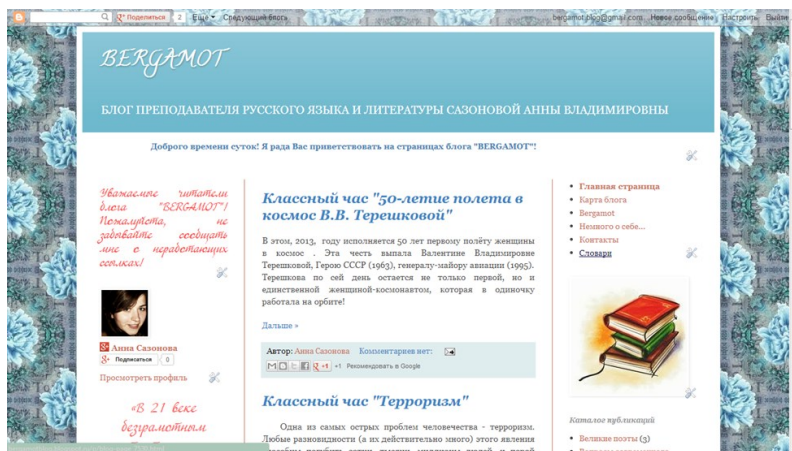 Поделиться 2 Ещё Следующий блог» bergamot.blog@gmail.com Новое сообщение Настроить Выйти
BERGAMOT
БЛОГ ПРЕПОДАВАТЕЛЯ РУССКОГО ЯЗЫКА И ЛИТЕРАТУРЫ САЗОНОВОЙ АННЫ ВЛАДИМИРОВНЫ
Доброго времени суток! Я рада Вас приветствовать на страницах блога "BERGAMOT"!
Уважаемые читатели
блога "BERGAMOT"!
Пожалуйста, не
забывайте сообщать
мне о неработающих
ссылках!
Анна Сазонова
Подписаться 0
Просмотреть профиль
«В 21 веке
безграмотным
Классный час "50-летие полета в
космос В.В. Терешковой"
В этом, 2013, году исполняется 50 лет первому полёту женщины
в космос . Эта честь выпала Валентине Владимировне
Терешковой, Герою СССР (1963), генералу-майору авиации (1995).
Терешкова по сей день остается не только первой, но и
единственной женщиной-космонавтом, которая в одиночку
работала на орбите!
Дальше »
Автор: Анна Сазонова Комментариев нет:
+1 +1 Рекомендовать в Google
Классный час "Терроризм"
Одна из самых острых проблем человечества - терроризм.
Любые разновидности (а их действительно много) этого явления
Главная страница
Карта блога
Bergamot
Немного о себе...
Контакты
Словари
Каталог публикаций
Великие поэты (3)